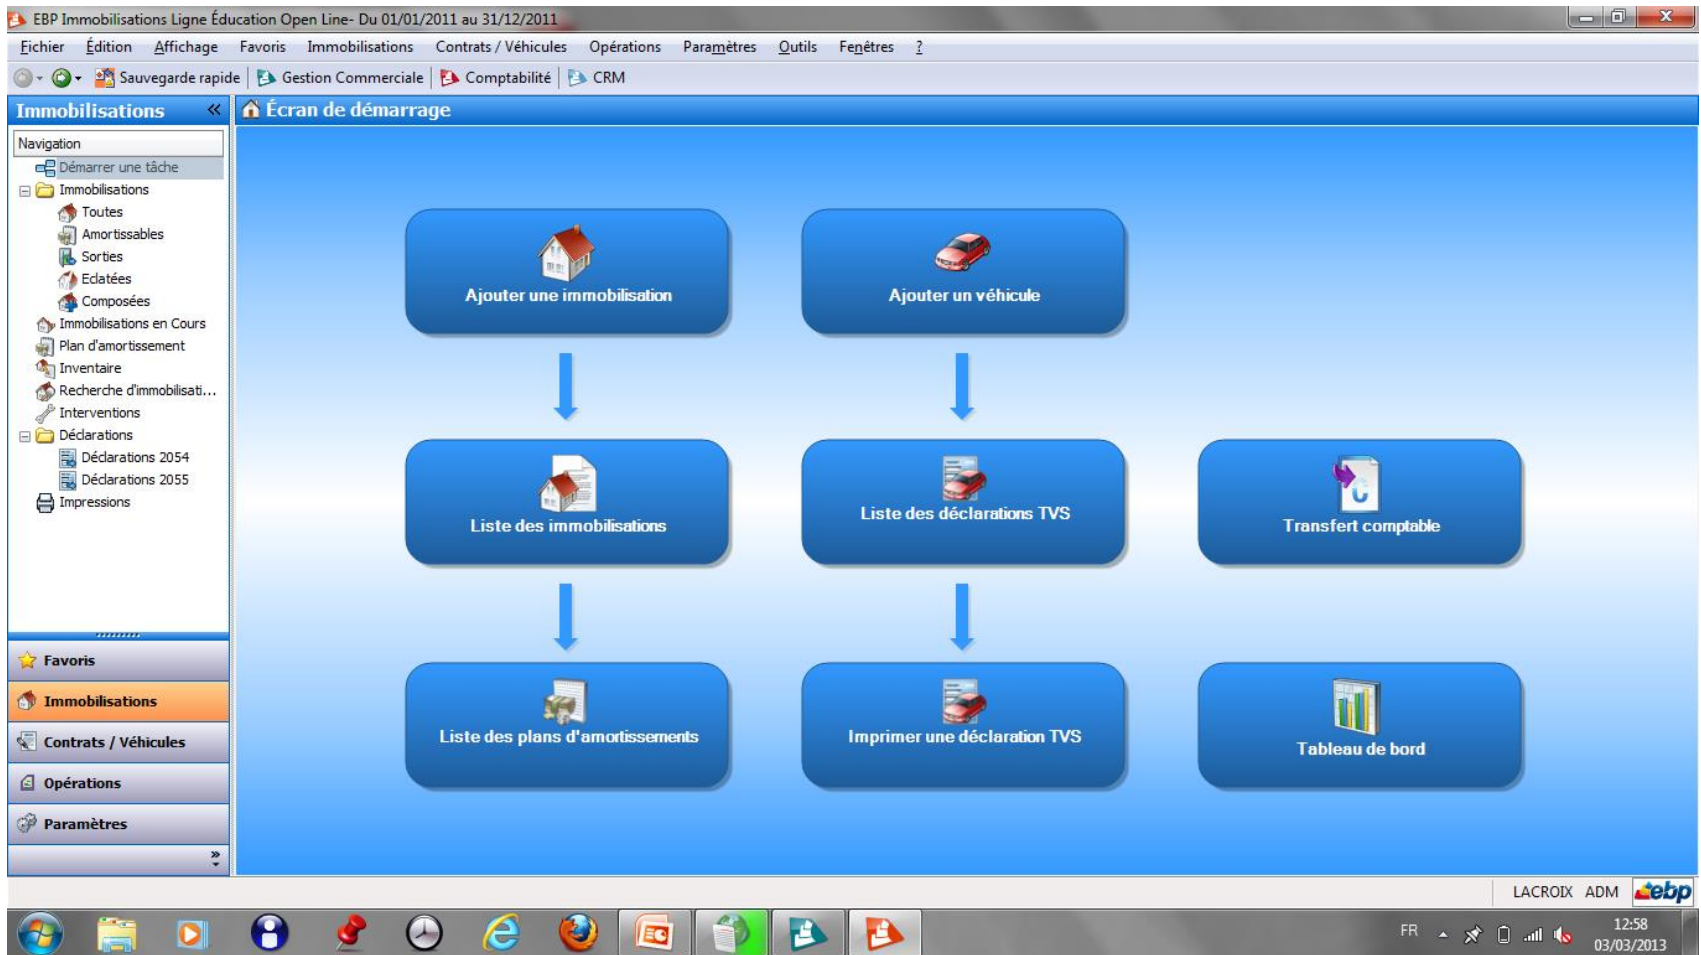 EBP Immobilisations Ligne Éducation Open Line- Du 01/01/2011 au 31/12/2011
Fichier Édition Affichage Favoris Immobilisations Contrats / Véhicules Opérations Paramètres Outils Fenêtres ?
Sauvegarde rapide Gestion Commerciale Comptabilité CRM
Immobilisations «
Écran de démarrage
Navigation
Démarrer une tâche
Immobilisations
Toutes
Amortissables
Sorties
Eclatées
Composées
Immobilisations en Cours
Plan d'amortissement
Inventaire
Recherche d'immobilisati...
Interventions
Déclarations
Déclarations 2054
Déclarations 2055
Impressions
Favoris
Immobilisations
Contrats / Véhicules
Opérations
Paramètres
»
Ajouter une immobilisation
Ajouter un véhicule
Liste des immobilisations
Liste des déclarations TVS
Transfert comptable
Liste des plans d'amortissements
Imprimer une déclaration TVS
Tableau de bord
LACROIX ADM ebp
FR
12:58
03/03/2013